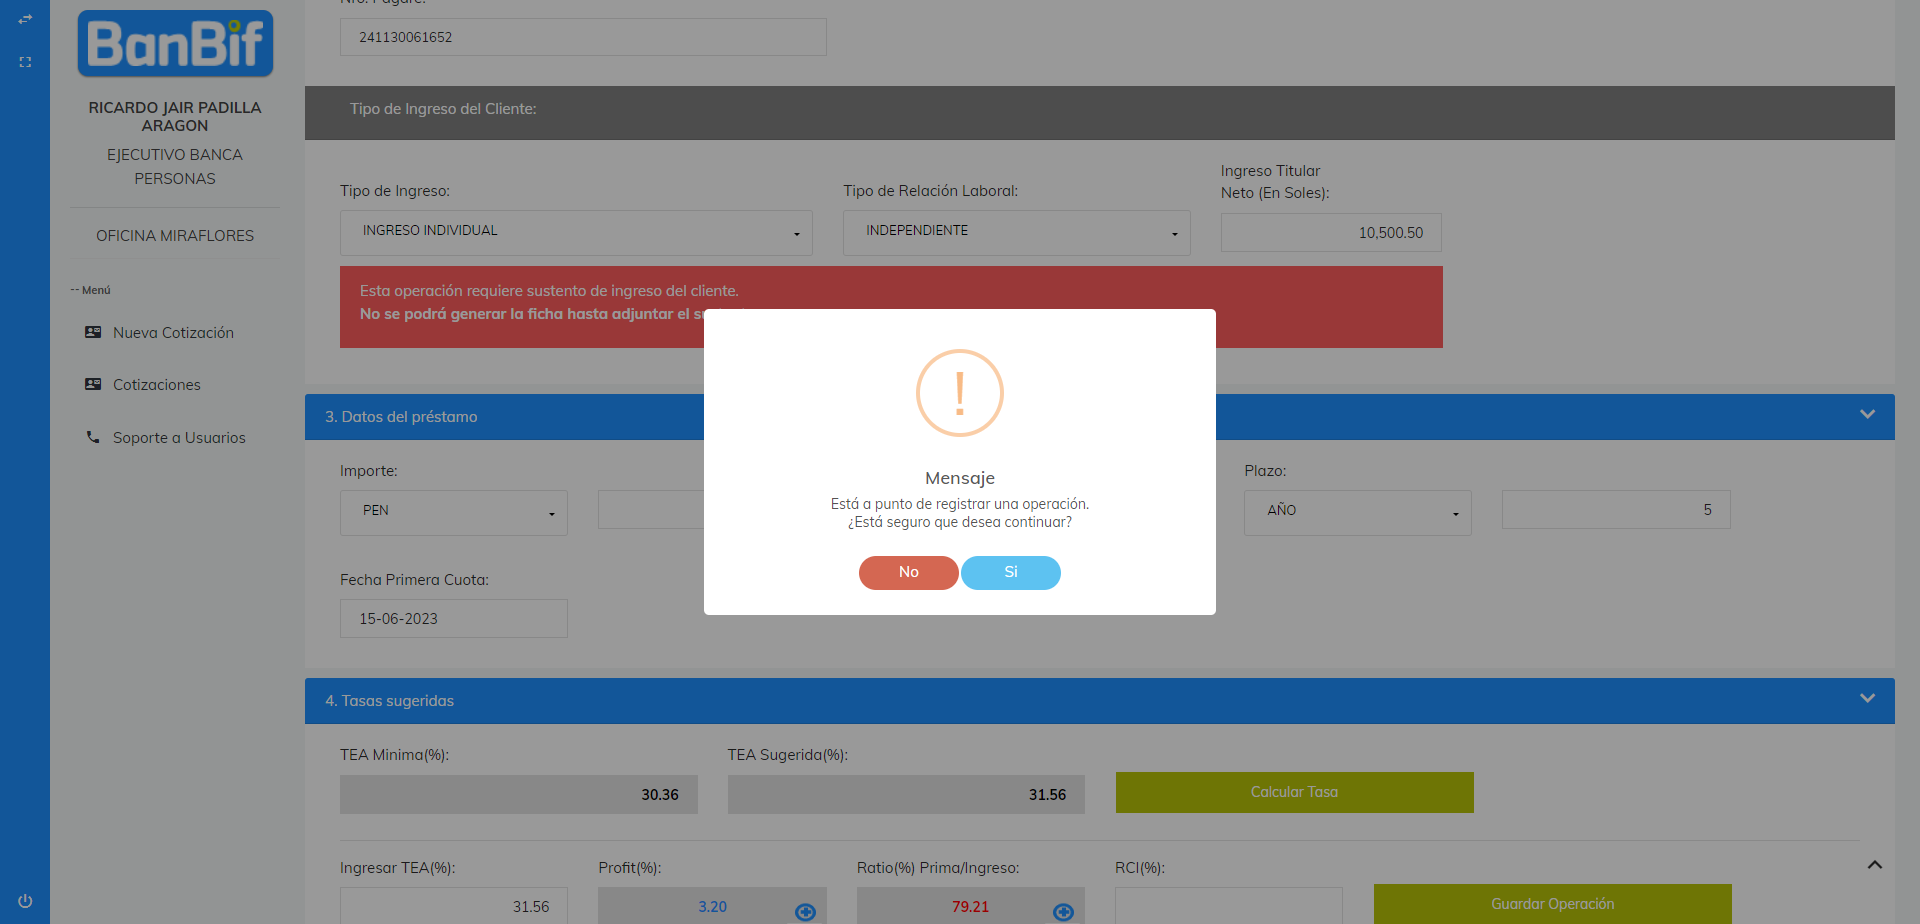 BanBif
RICARDO JAIR PADILLA
ARAGON
EJECUTIVO BANCA
PERSONAS
OFICINA MIRAFLORES
-- Menú
Nueva Cotización
Cotizaciones
Soporte a Usuarios
Nro. Pagaré:
241130061652
Tipo de Ingreso del Cliente:
Tipo de Ingreso:
INGRESO INDIVIDUAL
Tipo de Relación Laboral:
INDEPENDIENTE
Ingreso Titular
Neto (En Soles):
10,500.50
Esta operación requiere sustento de ingreso del cliente.
No se podrá generar la ficha hasta adjuntar el
Mensaje
Está a punto de registrar una operación.
¿Está seguro que desea continuar?
No
Si
3. Datos del préstamo
Importe:
PEN
Plazo:
AÑO
5
Fecha Primera Cuota:
15-06-2023
4. Tasas sugeridas
TEA Minima(%):
30.36
TEA Sugerida(%):
31.56
Calcular Tasa
Ingresar TEA(%):
31.56
Profit(%):
3.20
Ratio(%) Prima/Ingreso:
79.21
RCI(%):
Guardar Operación